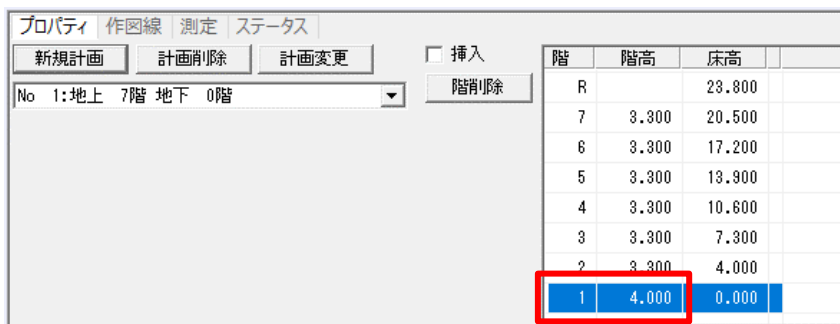 プロパティ 作図線 測定 ステータス
新規計画 計画削除 計画変更
No 1:地上 7階 地下 0階
挿入
階削除
階 階高 床高
R 23.800
7 3.300 20.500
6 3.300 17.200
5 3.300 13.900
4 3.300 10.600
3 3.300 7.300
2 3.300 4.000
1 4.000 0.000